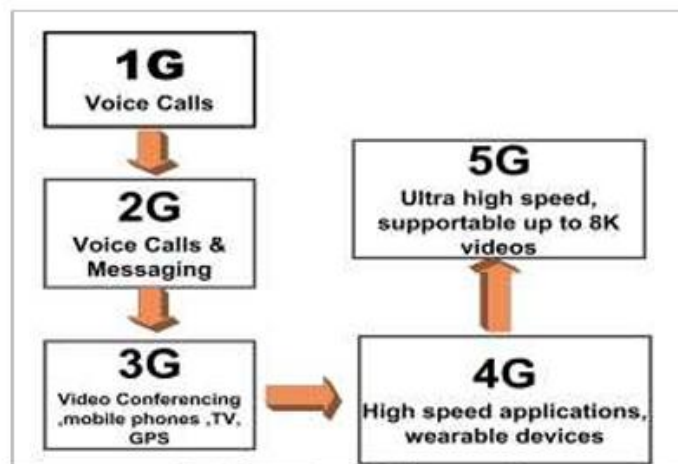 1G
Voice Calls
2G
Voice Calls &
Messaging
3G
Video Conferencing
,mobile phones ,TV,
GPS
4G
High speed applications,
wearable devices
5G
Ultra high speed,
supportable up to 8K
videos